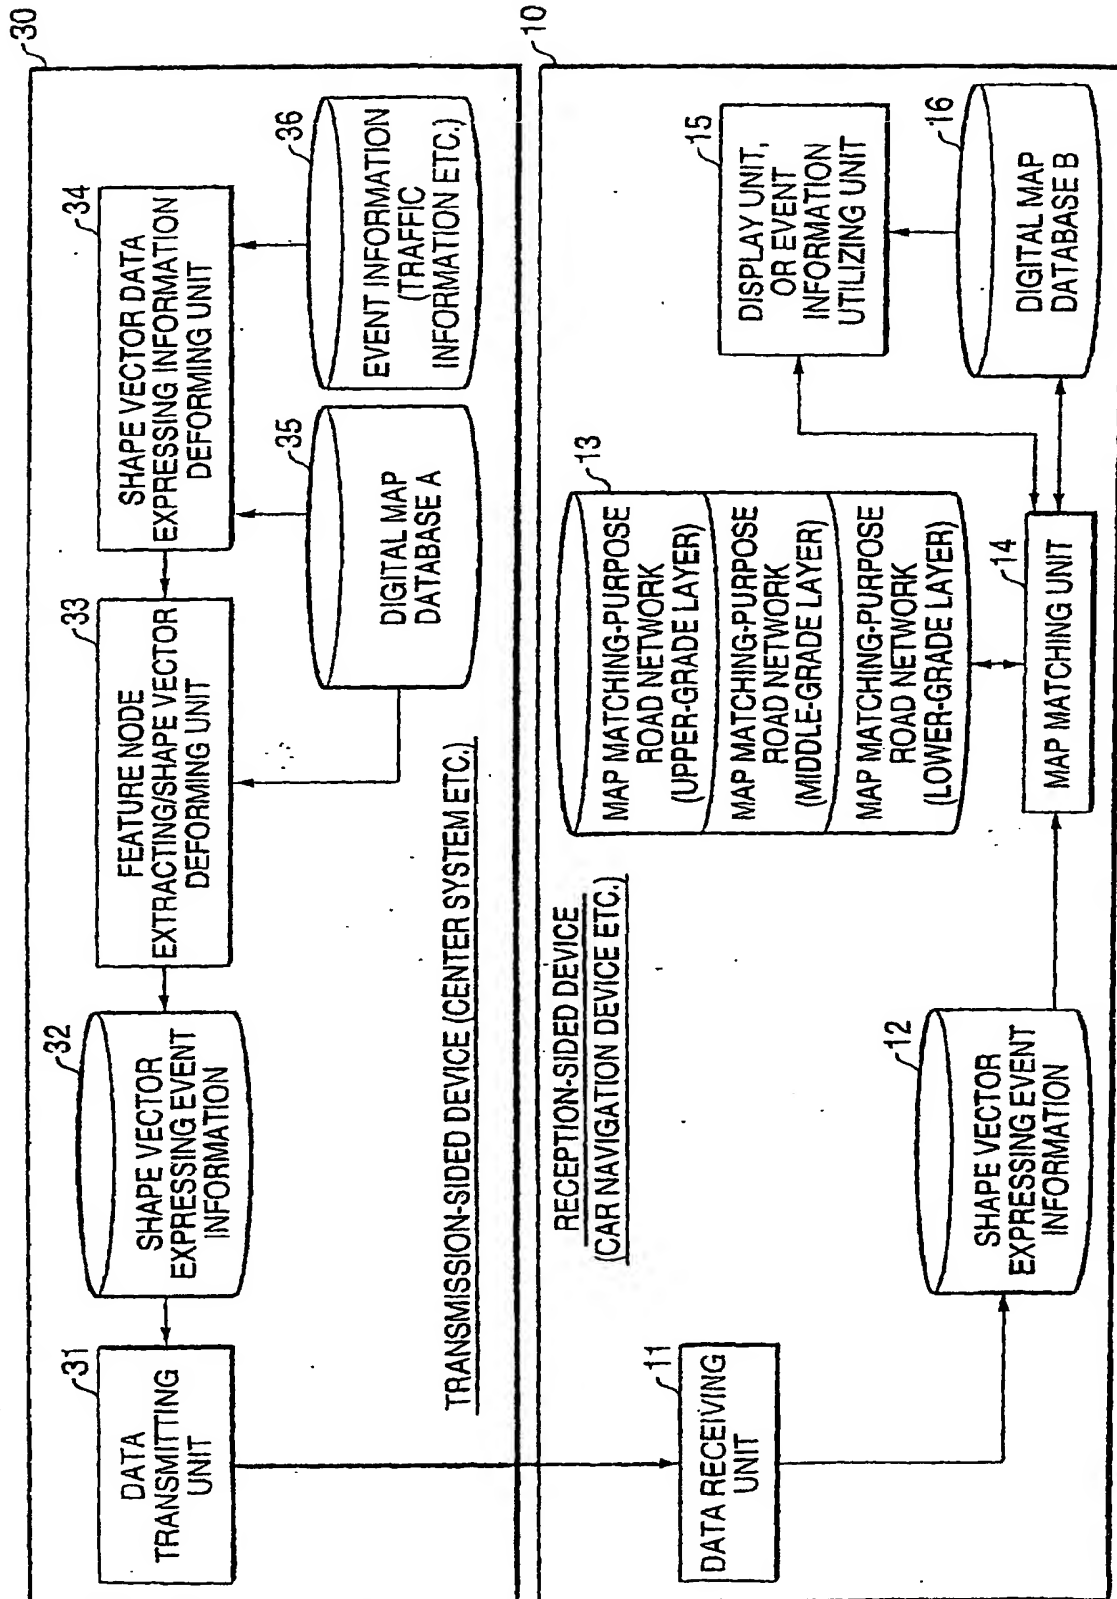 30
31
DATA
TRANSMITTING
UNIT
32
SHAPE VECTOR
EXPRESSING EVENT
INFORMATION
33
FEATURE NODE
EXTRACTING/SHAPE VECTOR
DEFORMING UNIT
34
SHAPE VECTOR DATA
EXPRESSING INFORMATION
DEFORMING UNIT
35
DIGITAL MAP
DATABASE A
36
EVENT INFORMATION
(TRAFFIC
INFORMATION ETC.)
TRANSMISSION-SIDED DEVICE (CENTER SYSTEM ETC.)
10
RECEPTION-SIDED DEVICE
(CAR NAVIGATION DEVICE ETC.)
11
DATA RECEIVING
UNIT
12
SHAPE VECTOR
EXPRESSING EVENT
INFORMATION
13
MAP MATCHING-PURPOSE
ROAD NETWORK
(UPPER-GRADE LAYER)
MAP MATCHING-PURPOSE
ROAD NETWORK
(MIDDLE-GRADE LAYER)
MAP MATCHING-PURPOSE
ROAD NETWORK
(LOWER-GRADE LAYER)
14
MAP MATCHING UNIT
15
DISPLAY UNIT,
OR EVENT
INFORMATION
UTILIZING UNIT
16
DIGITAL MAP
DATABASE B